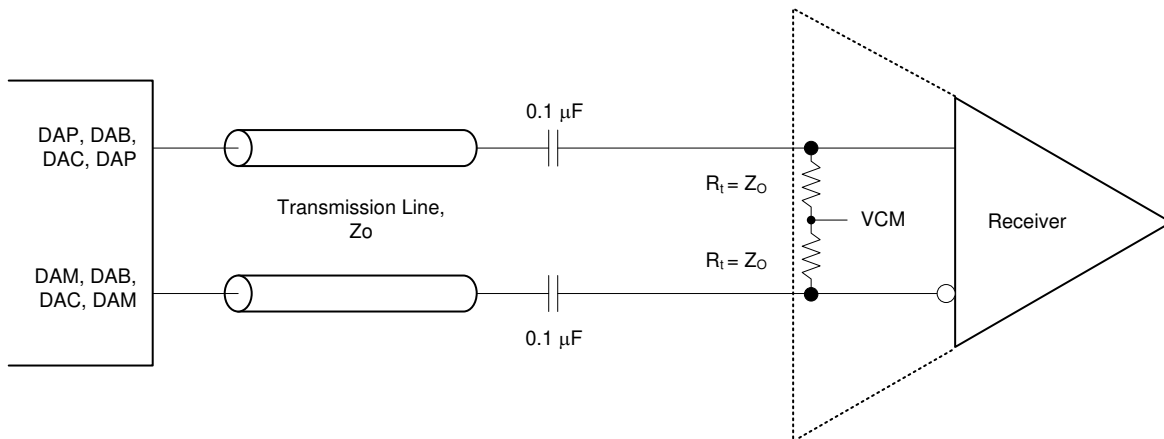 0.1 μF
DAP, DAB,
DAC, DAP
Rt = ZO
Transmission Line,
Zo
VCM
Receiver
Rt = ZO
DAM, DAB,
DAC, DAM
0.1 μF